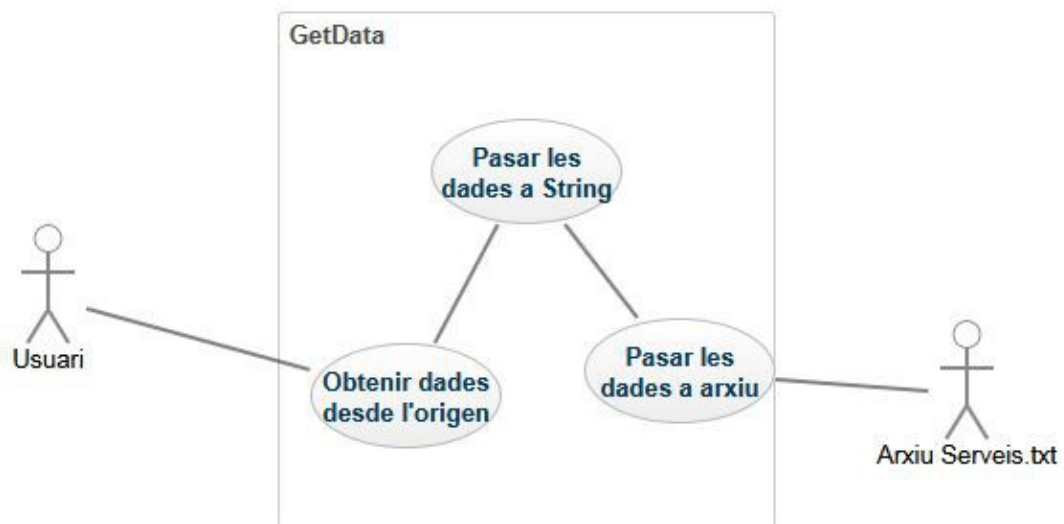 GetData
Pasar les
dades a String
Usuari
Obtenir dades
desde l'origen
Pasar les
dades a arxiu
Arxiu Serveis.txt